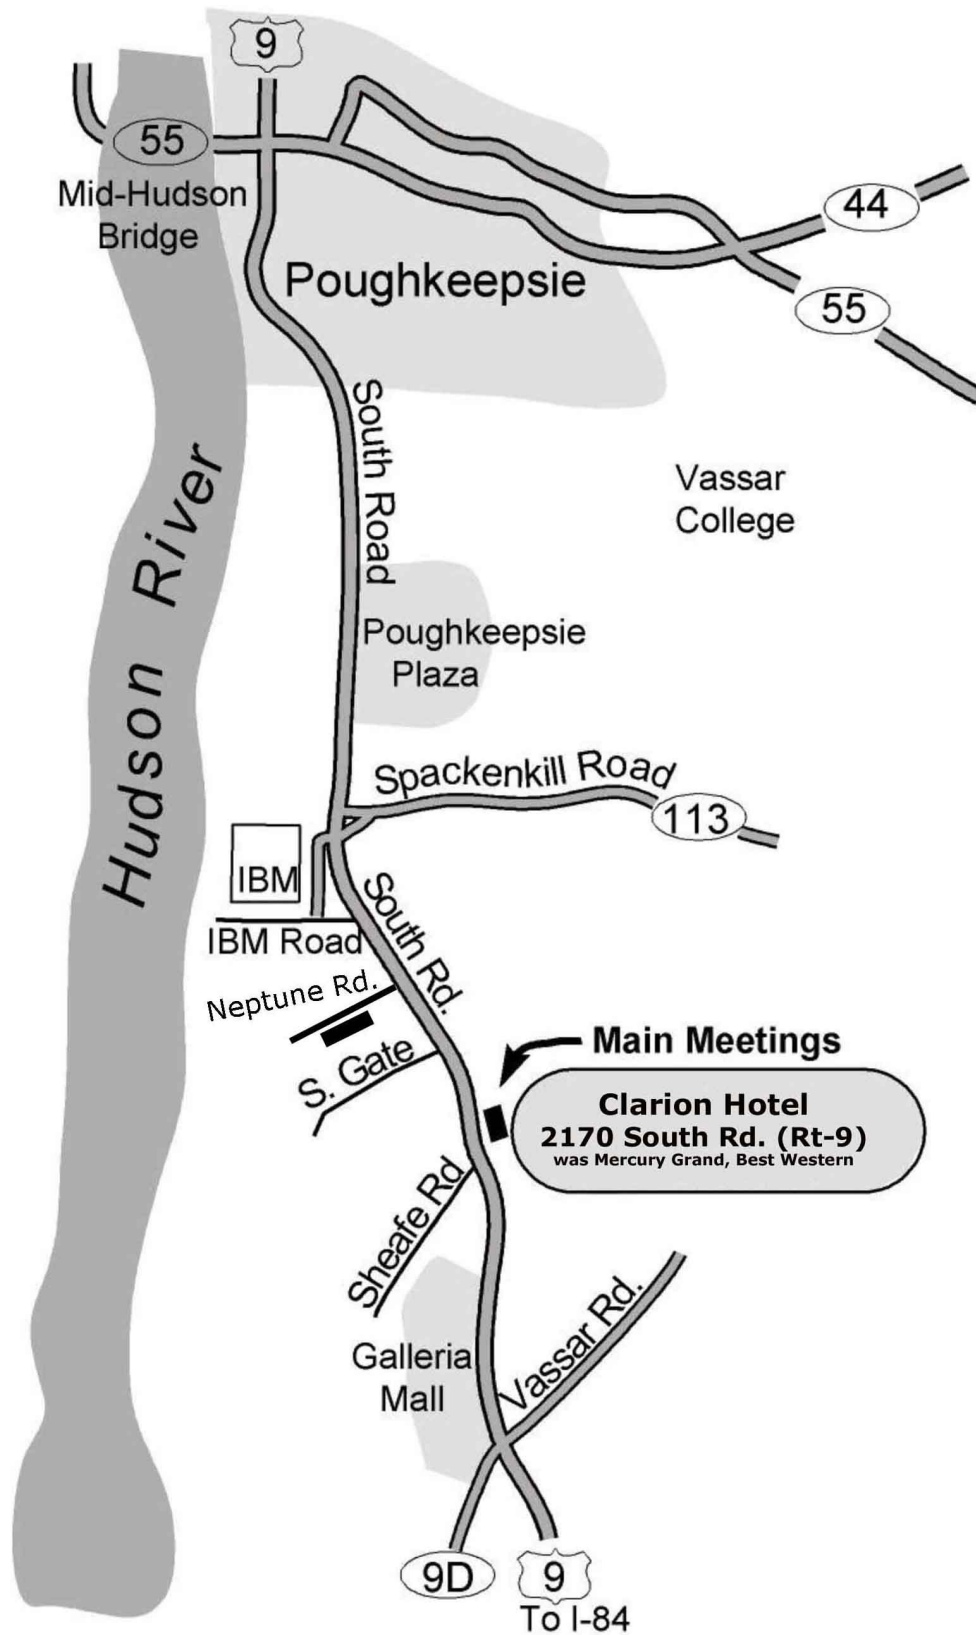 9
55
Mid-Hudson
Bridge
44
Poughkeepsie
55
South Road
Hudson River
Vassar
College
Poughkeepsie
Plaza
Spackenkill Road
113
IBM
South Rd.
IBM Road
Neptune Rd.
S. Gate
Main Meetings
Clarion Hotel
2170 South Rd. (Rt-9)
was Mercury Grand, Best Western
Sheafe Rd
Vassar Rd.
Galleria
Mall
9D
9
To I-84